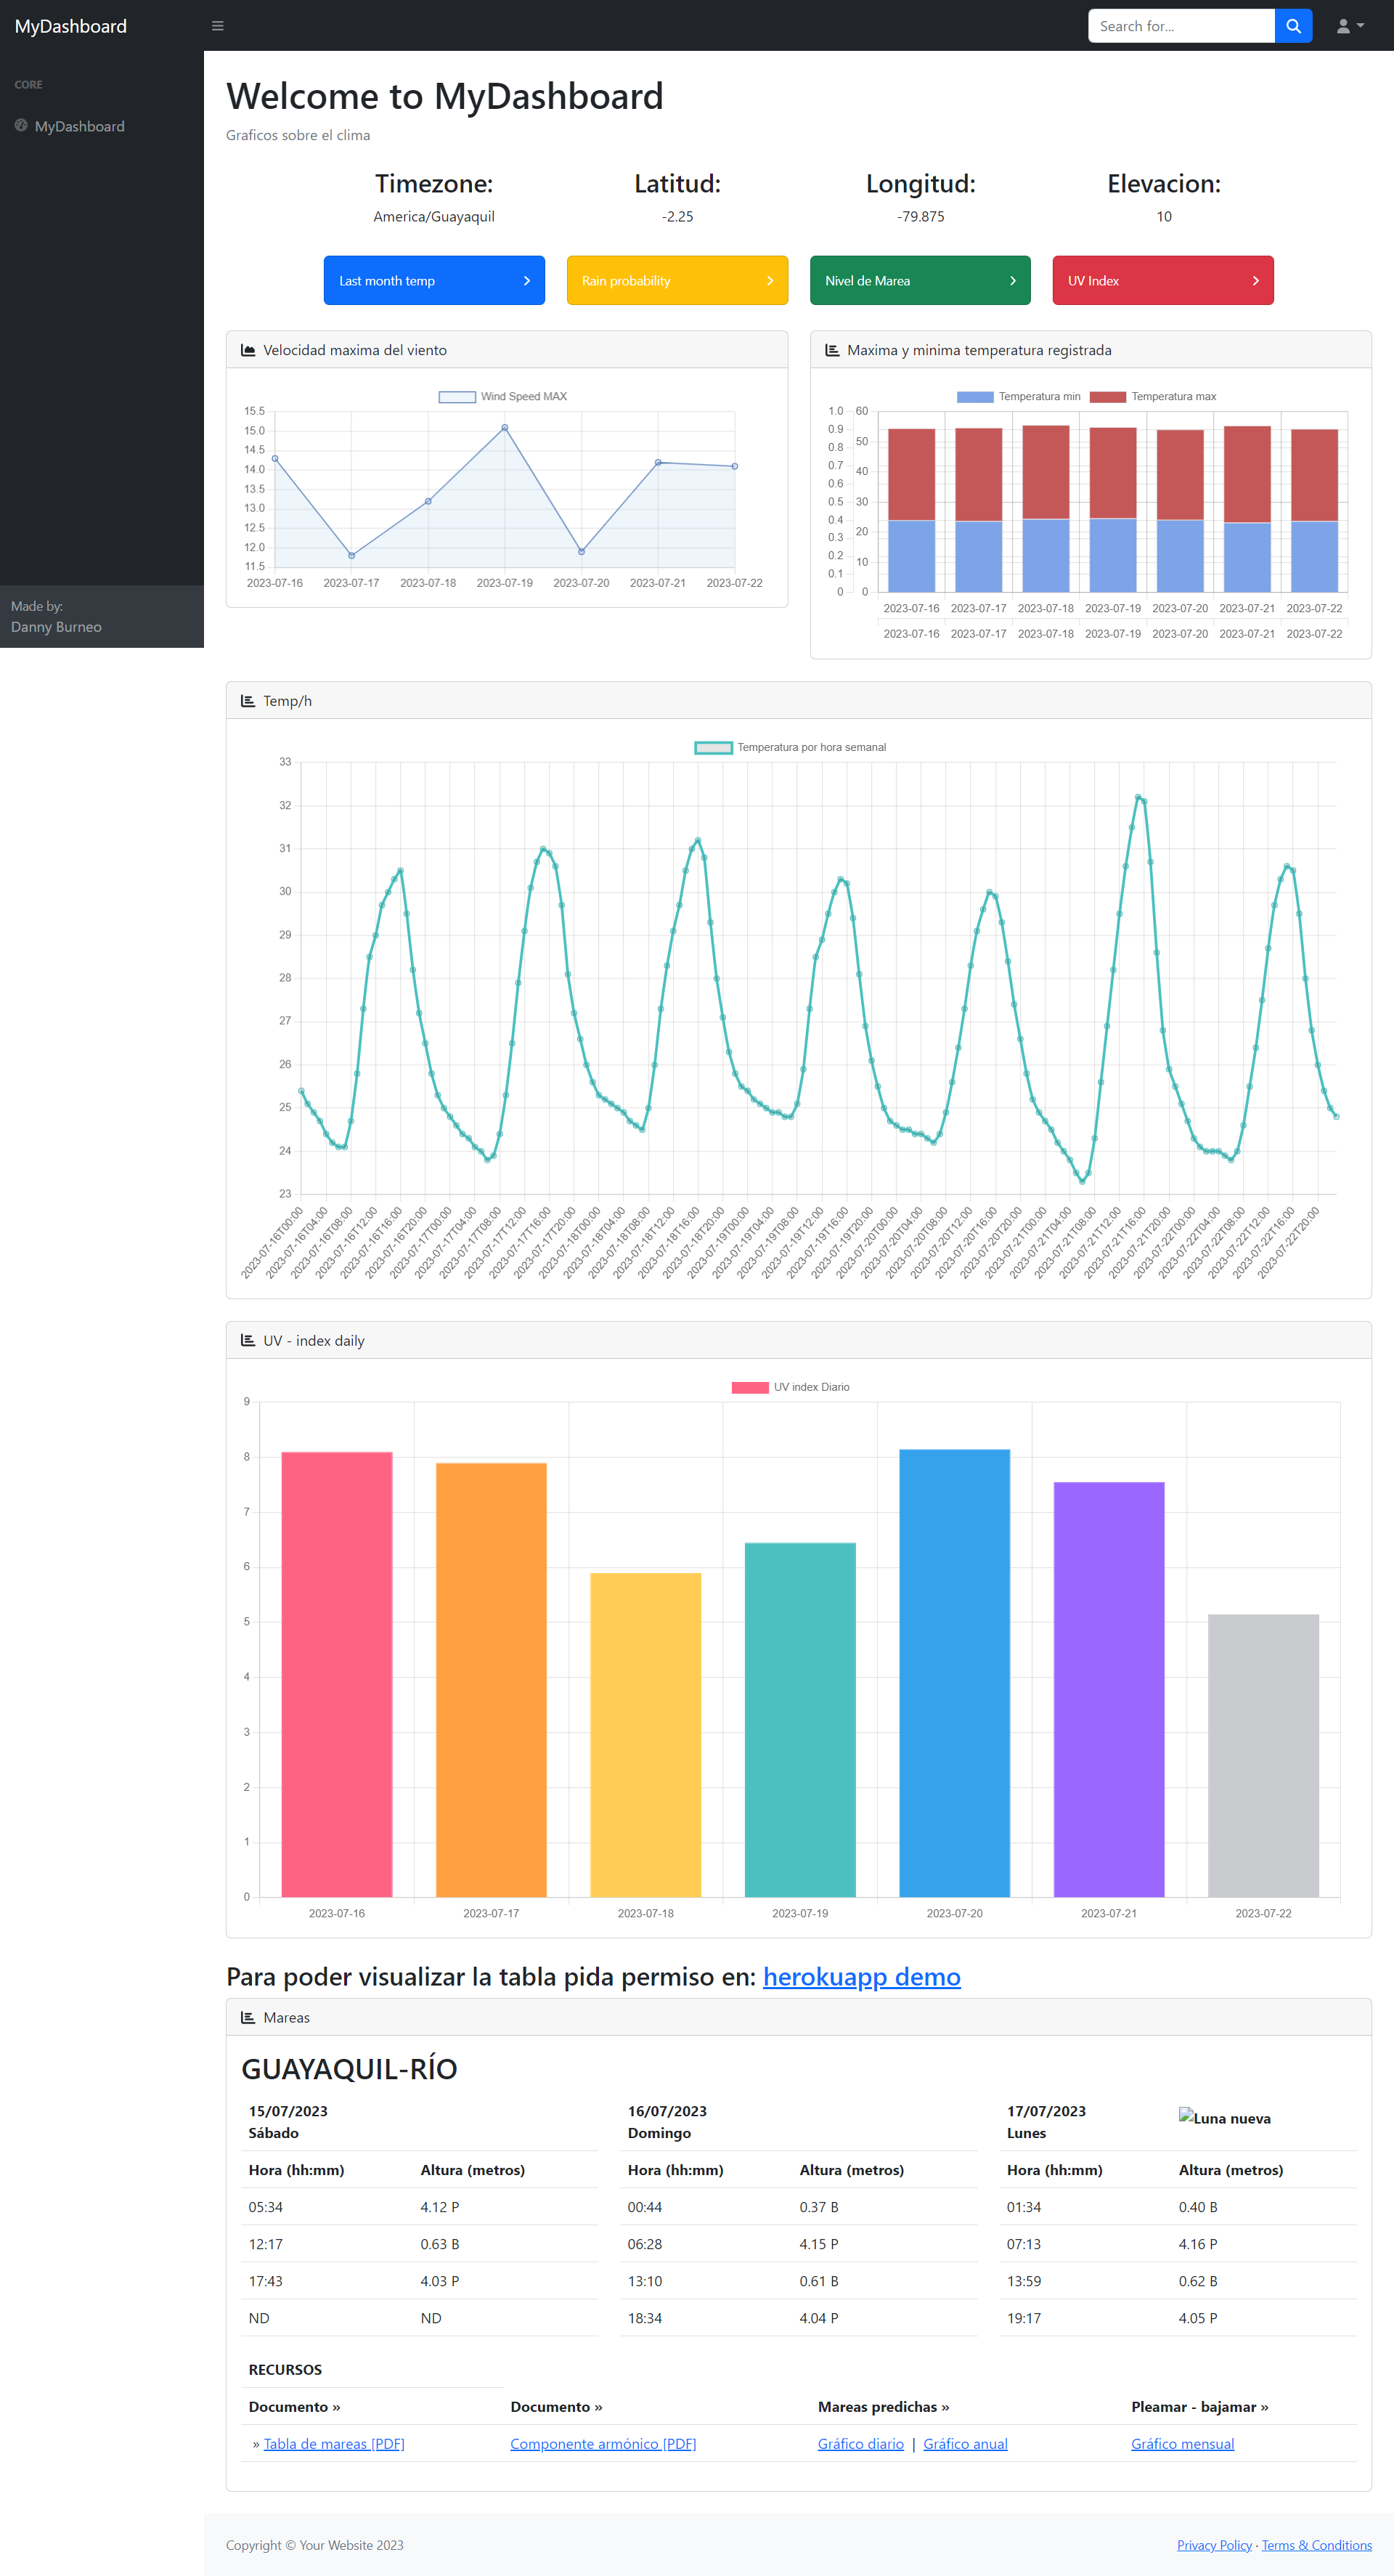 MyDashboard
Search for...
CORE
MyDashboard
Made by:
Danny Burneo
Welcome to MyDashboard
Graficos sobre el clima
Timezone: Latitud: Longitud: Elevacion:
America/Guayaquil -2.25 -79.875 10
Last month temp Rain probability Nivel de Marea UV Index
Velocidad maxima del viento
Wind Speed MAX
15.5
15.0
14.5
14.0
13.5
13.0
12.5
12.0
11.5
2023-07-16 2023-07-17 2023-07-18 2023-07-19 2023-07-20 2023-07-21 2023-07-22
Maxima y minima temperatura registrada
Temperatura min Temperatura max
1.0 60
0.9 50
0.8
0.7 40
0.6
0.5 30
0.4
0.3 20
0.2
0.1 10
0 0
2023-07-16 2023-07-17 2023-07-18 2023-07-19 2023-07-20 2023-07-21 2023-07-22
2023-07-16 2023-07-17 2023-07-18 2023-07-19 2023-07-20 2023-07-21 2023-07-22
Temp/h
Temperatura por hora semanal
33
32
31
30
29
28
27
26
25
24
23
2023-07-16T00:00 2023-07-16T04:00 2023-07-16T08:00 2023-07-16T12:00 2023-07-16T16:00 2023-07-16T20:00 2023-07-17T00:00 2023-07-17T04:00 2023-07-17T08:00 2023-07-17T12:00 2023-07-17T16:00 2023-07-17T20:00 2023-07-18T00:00 2023-07-18T04:00 2023-07-18T08:00 2023-07-18T12:00 2023-07-18T16:00 2023-07-18T20:00 2023-07-19T00:00 2023-07-19T04:00 2023-07-19T08:00 2023-07-19T12:00 2023-07-19T16:00 2023-07-19T20:00 2023-07-20T00:00 2023-07-20T04:00 2023-07-20T08:00 2023-07-20T12:00 2023-07-20T16:00 2023-07-20T20:00 2023-07-21T00:00 2023-07-21T04:00 2023-07-21T08:00 2023-07-21T12:00 2023-07-21T16:00 2023-07-21T20:00 2023-07-22T00:00 2023-07-22T04:00 2023-07-22T08:00 2023-07-22T12:00 2023-07-22T16:00 2023-07-22T20:00
UV - index daily
UV index Diario
9
8
7
6
5
4
3
2
1
0
2023-07-16 2023-07-17 2023-07-18 2023-07-19 2023-07-20 2023-07-21 2023-07-22
Para poder visualizar la tabla pida permiso en: herokuapp demo
Mareas
GUAYAQUIL-RÍO
15/07/2023 16/07/2023 17/07/2023 Luna nueva
Sábado Domingo Lunes
Hora (hh:mm) Altura (metros) Hora (hh:mm) Altura (metros) Hora (hh:mm) Altura (metros)
05:34 4.12 P 00:44 0.37 B 01:34 0.40 B
12:17 0.63 B 06:28 4.15 P 07:13 4.16 P
17:43 4.03 P 13:10 0.61 B 13:59 0.62 B
ND ND 18:34 4.04 P 19:17 4.05 P
RECURSOS
Documento » Documento » Mareas predichas » Pleamar - bajamar »
» Tabla de mareas [PDF] Componente armónico [PDF] Gráfico diario | Gráfico anual Gráfico mensual
Copyright © Your Website 2023 Privacy Policy · Terms & Conditions